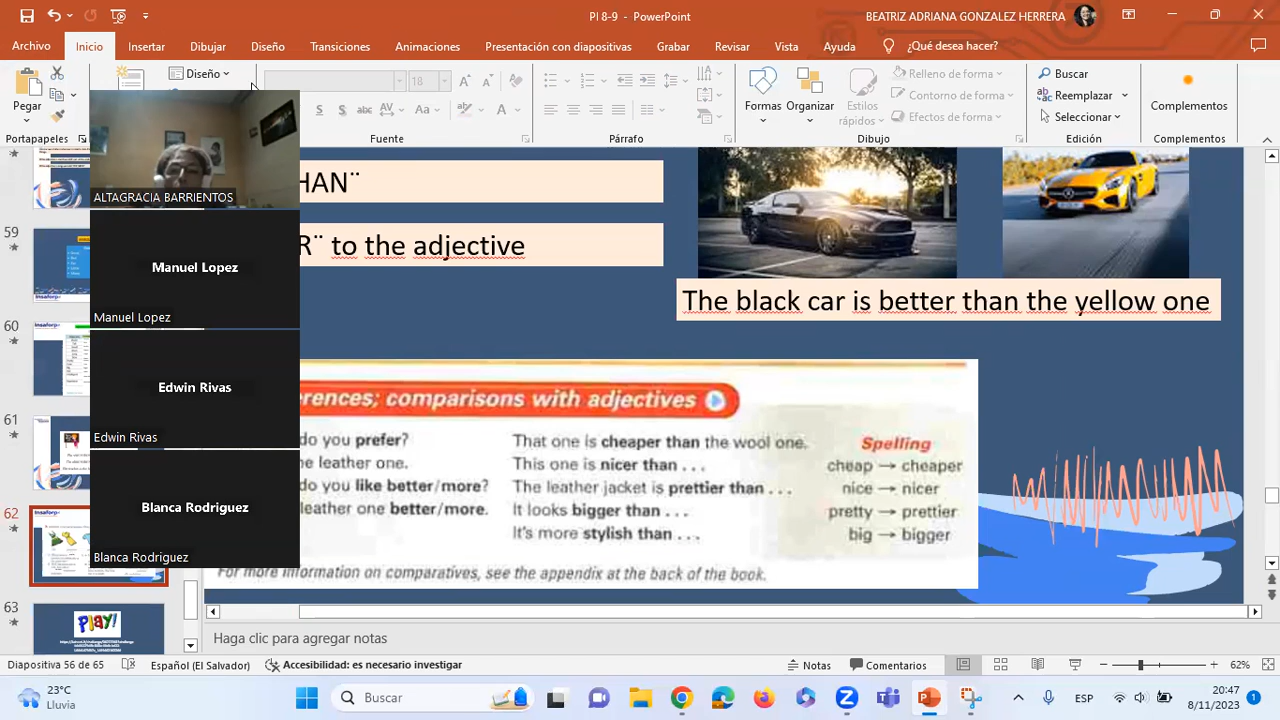 PI 8-9 - PowerPoint
BEATRIZ ADRIANA GONZALEZ HERRERA
Archivo Inicio Insertar Dibujar Diseño Transiciones Animaciones Presentación con diapositivas Grabar Revisar Vista Ayuda ¿Qué desea hacer?
Pegar
Diseño
18
Formas Organizar Estilos rápidos
Relleno de forma
Contorno de forma
Efectos de forma
Buscar
Reemplazar
Seleccionar
Complementos
Portapapeles Fuente Párrafo Dibujo Edición Complementos
ALTAGRACIA BARRIENTOS
Manuel Lopez
Manuel Lopez
Edwin Rivas
Edwin Rivas
Blanca Rodriguez
Blanca Rodriguez
59
60
61
62
63
Insaforp
Insaforp
PLAY!
HAN¨
R¨ to the adjective
The black car is better than the yellow one
erences; comparisons with adjectives
do you prefer?
he leather one.
do you like better/more?
leather one better/more.
That one is cheaper than the wool one.
This one is nicer than . . .
The leather jacket is prettier than . . .
It looks bigger than . . .
It's more stylish than . . .
Spelling
cheap → cheaper
nice → nicer
pretty → prettier
big → bigger
For more information on comparatives, see the appendix at the back of the book.
Haga clic para agregar notas
Diapositiva 56 de 65 Español (El Salvador) Accesibilidad: es necesario investigar Notas Comentarios 62%
23°C
Lluvia
Buscar
ESP
20:47
8/11/2023
1